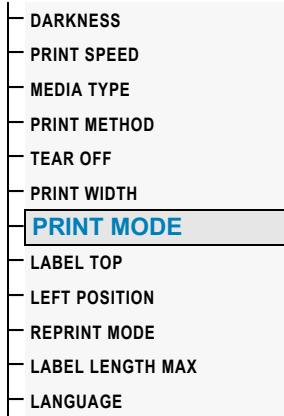 DARKNESS
PRINT SPEED
MEDIA TYPE
PRINT METHOD
TEAR OFF
PRINT WIDTH
PRINT MODE
LABEL TOP
LEFT POSITION
REPRINT MODE
LABEL LENGTH MAX
LANGUAGE